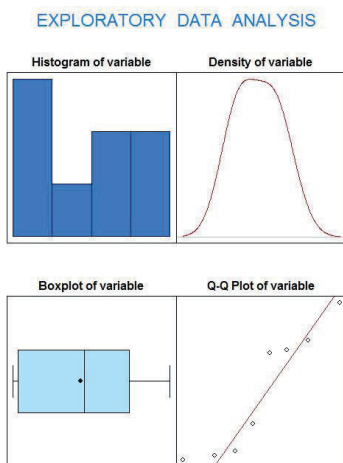 EXPLORATORY DATA ANALYSIS
Histogram of variable
Density of variable
Boxplot of variable
Q-Q Plot of variable